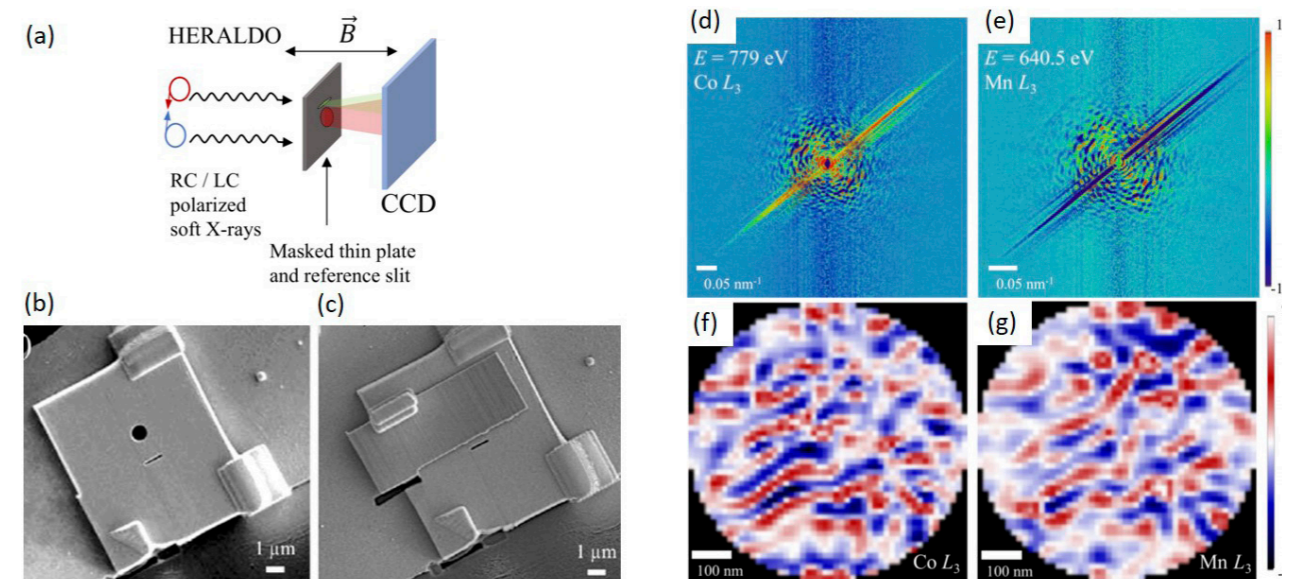 (a)
HERALDO
B
RC / LC
polarized
soft X-rays
CCD
Masked thin plate
and reference slit
(b)
1 μm
(c)
1 μm
(d)
E = 779 eV
Co L3
0.05 nm-1
(e)
E = 640.5 eV
Mn L3
0.05 nm-1
1
-1
(f)
100 nm
Co L3
(g)
100 nm
Mn L3